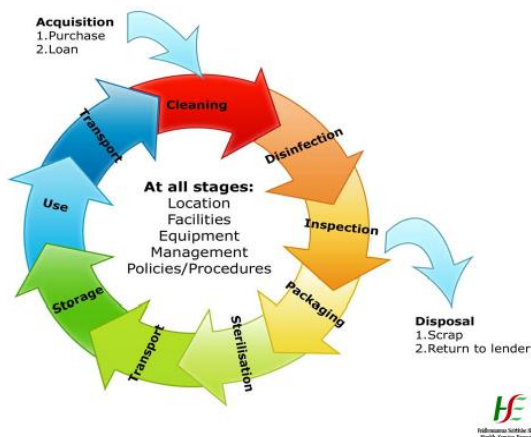 Acquisition
1.Purchase
2.Loan
Cleaning
Disinfection
Inspection
Packaging
Sterilisation
Transport
Storage
Use
Transport
At all stages:
Location
Facilities
Equipment
Management
Policies/Procedures
Disposal
1.Scrap
2.Return to lender